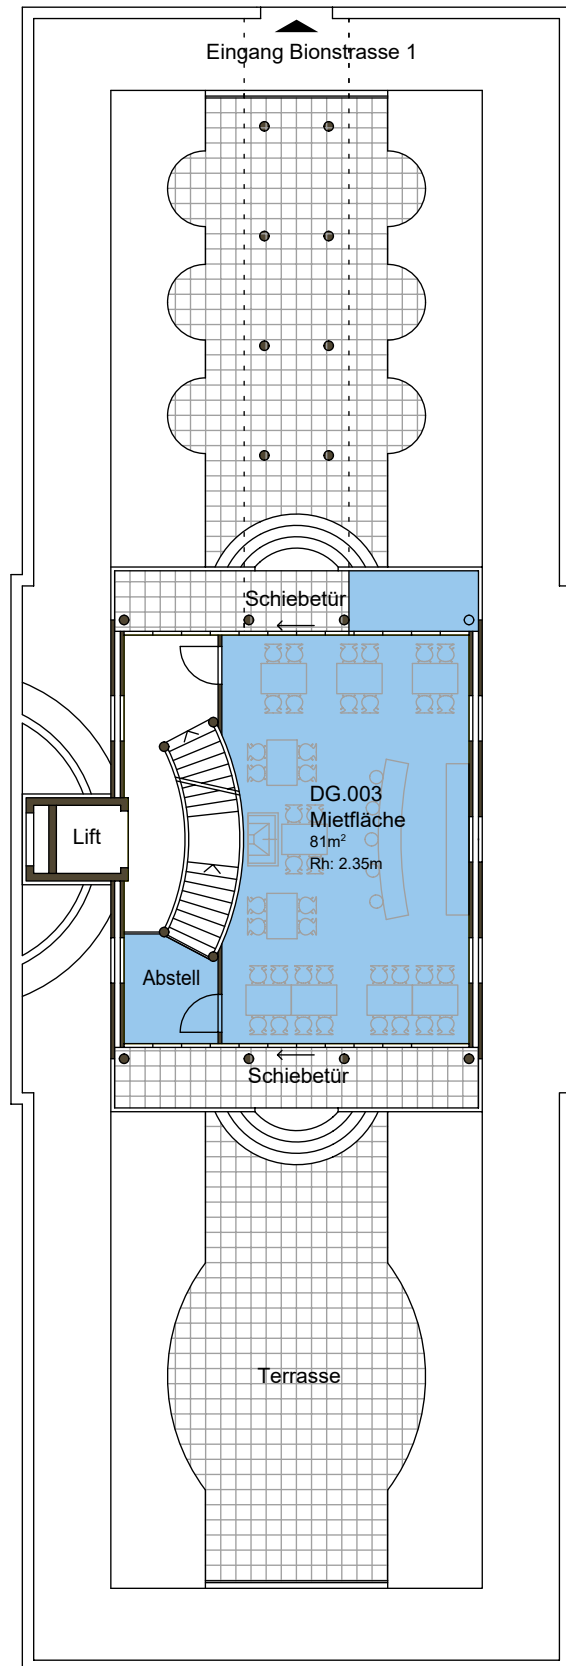 Eingang Bionstrasse 1
Schiebetür
DG.003
Mietfläche
81m²
Rh: 2.35m
Lift
Abstell
Schiebetür
Terrasse